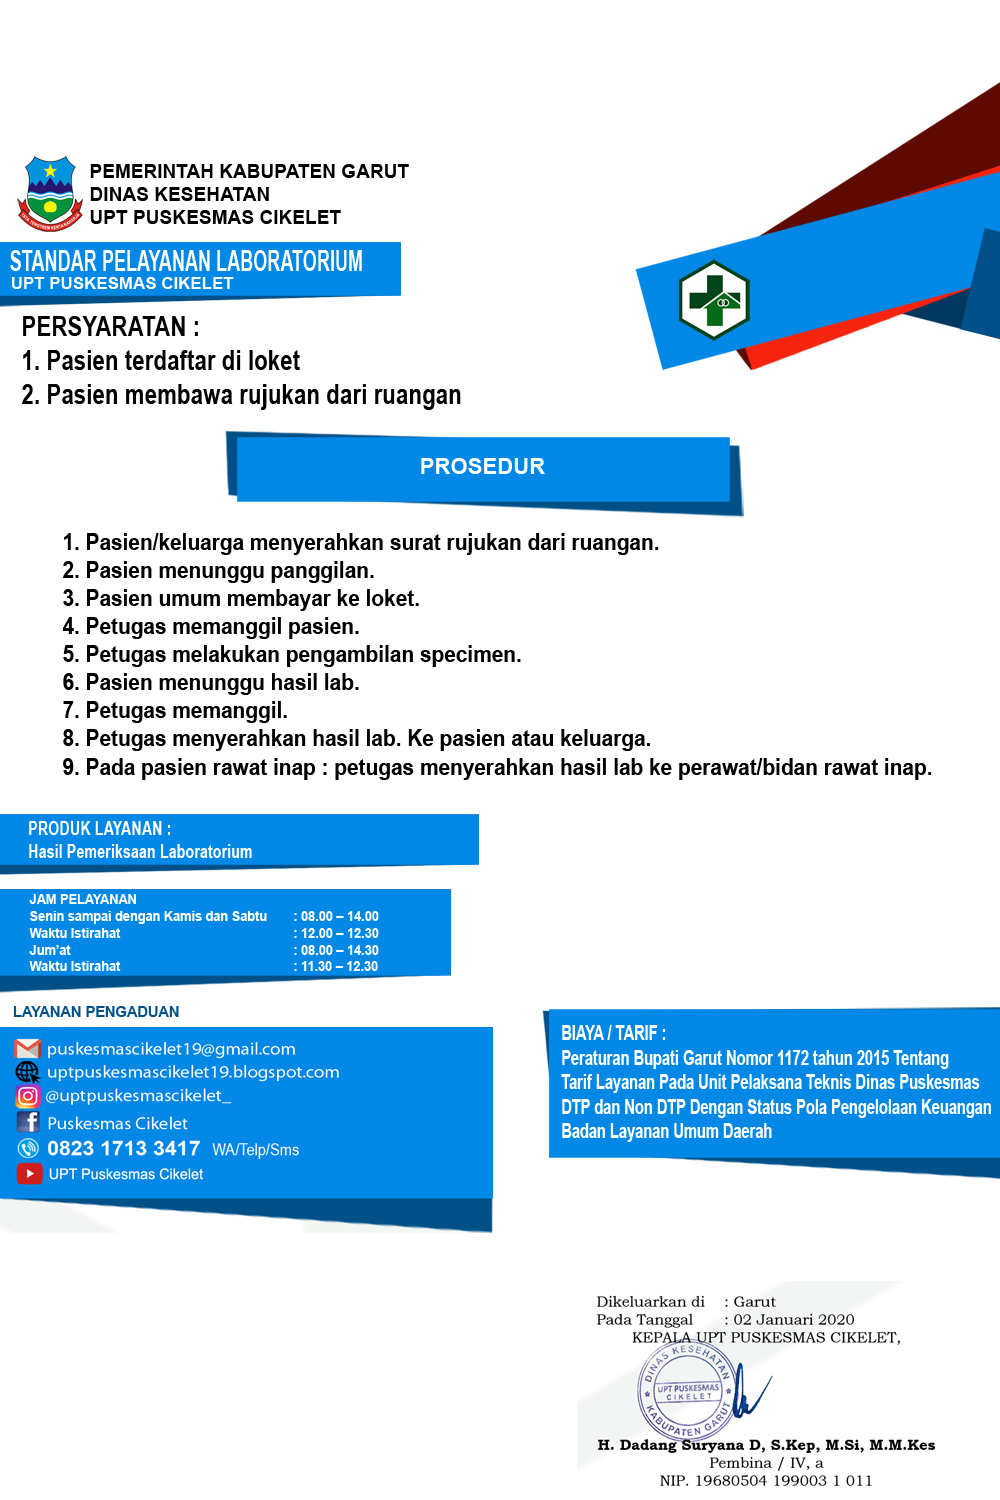 PEMERINTAH KABUPATEN GARUT
DINAS KESEHATAN
UPT PUSKESMAS CIKELET
STANDAR PELAYANAN LABORATORIUM
UPT PUSKESMAS CIKELET
PERSYARATAN :
1. Pasien terdaftar di loket
2. Pasien membawa rujukan dari ruangan
PROSEDUR
1. Pasien/keluarga menyerahkan surat rujukan dari ruangan.
2. Pasien menunggu panggilan.
3. Pasien umum membayar ke loket.
4. Petugas memanggil pasien.
5. Petugas melakukan pengambilan specimen.
6. Pasien menunggu hasil lab.
7. Petugas memanggil.
8. Petugas menyerahkan hasil lab. Ke pasien atau keluarga.
9. Pada pasien rawat inap : petugas menyerahkan hasil lab ke perawat/bidan rawat inap.
PRODUK LAYANAN :
Hasil Pemeriksaan Laboratorium
JAM PELAYANAN
Senin sampai dengan Kamis dan Sabtu : 08.00 – 14.00
Waktu Istirahat : 12.00 – 12.30
Jum'at : 08.00 – 14.30
Waktu Istirahat : 11.30 – 12.30
LAYANAN PENGADUAN
puskesmascikelet19@gmail.com
uptpuskesmascikelet19.blogspot.com
@uptpuskesmascikelet_
Puskesmas Cikelet
0823 1713 3417 WA/Telp/Sms
UPT Puskesmas Cikelet
BIAYA / TARIF :
Peraturan Bupati Garut Nomor 1172 tahun 2015 Tentang
Tarif Layanan Pada Unit Pelaksana Teknis Dinas Puskesmas
DTP dan Non DTP Dengan Status Pola Pengelolaan Keuangan
Badan Layanan Umum Daerah
Dikeluarkan di : Garut
Pada Tanggal : 02 Januari 2020
KEPALA UPT PUSKESMAS CIKELET,
DINAS KESEHATAN
UPT PUSKESMAS
CIKELET
KABUPATEN GARUT
H. Dadang Suryana D, S.Kep, M.Si, M.M.Kes
Pembina / IV, a
NIP. 19680504 199003 1 011